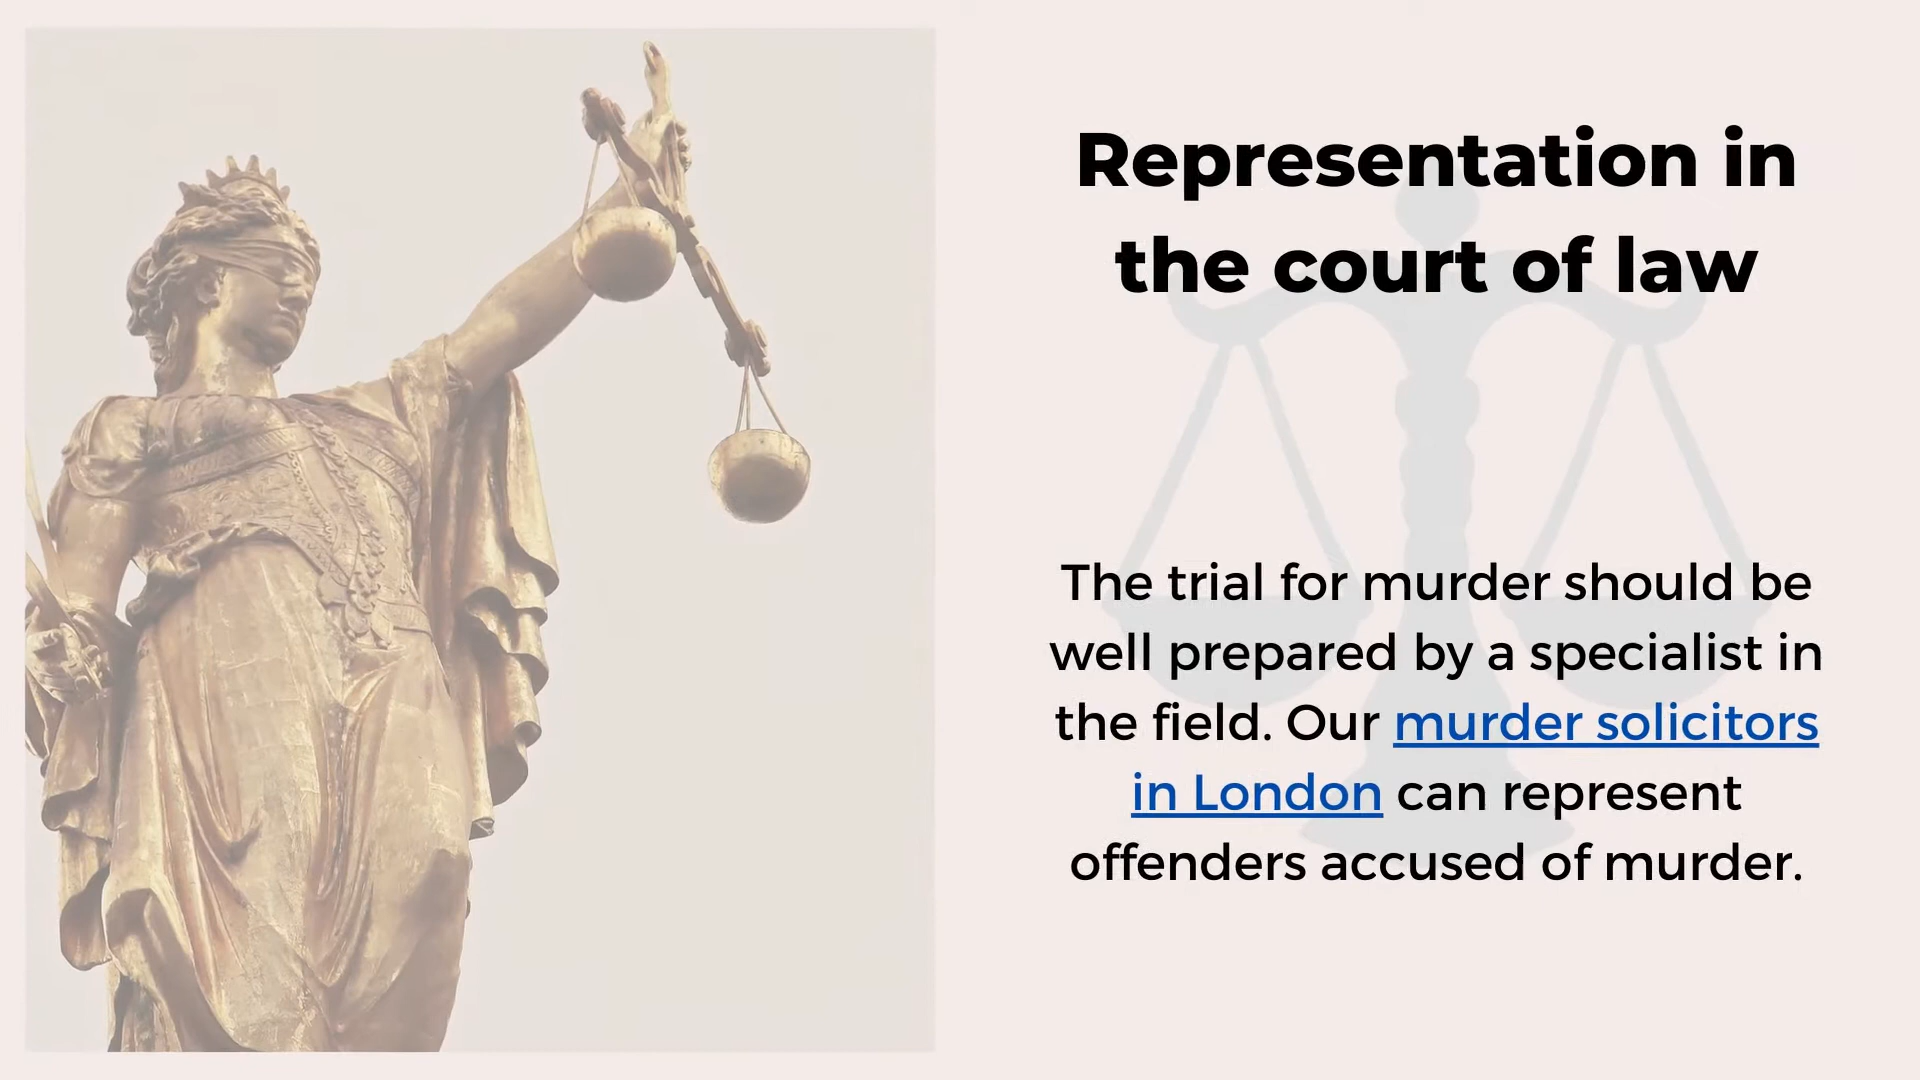 Representation in
the court of law
The trial for murder should be
well prepared by a specialist in
the field. Our murder solicitors
in London can represent
offenders accused of murder.